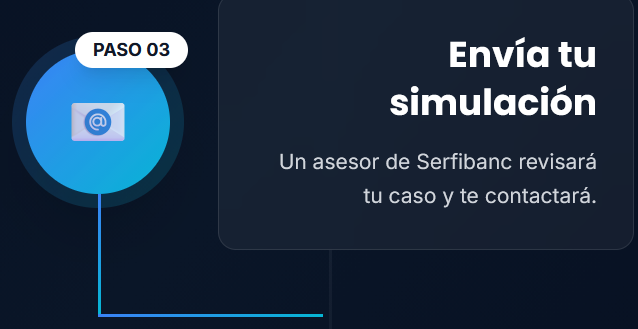 PASO 03
@
Envía tu
simulación
Un asesor de Serfibanc revisará
tu caso y te contactará.